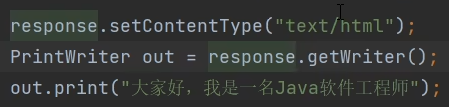 response.setContentType("text/html");
PrintWriter out = response.getWriter();
out.print("大家好，我是一名Java软件工程师");